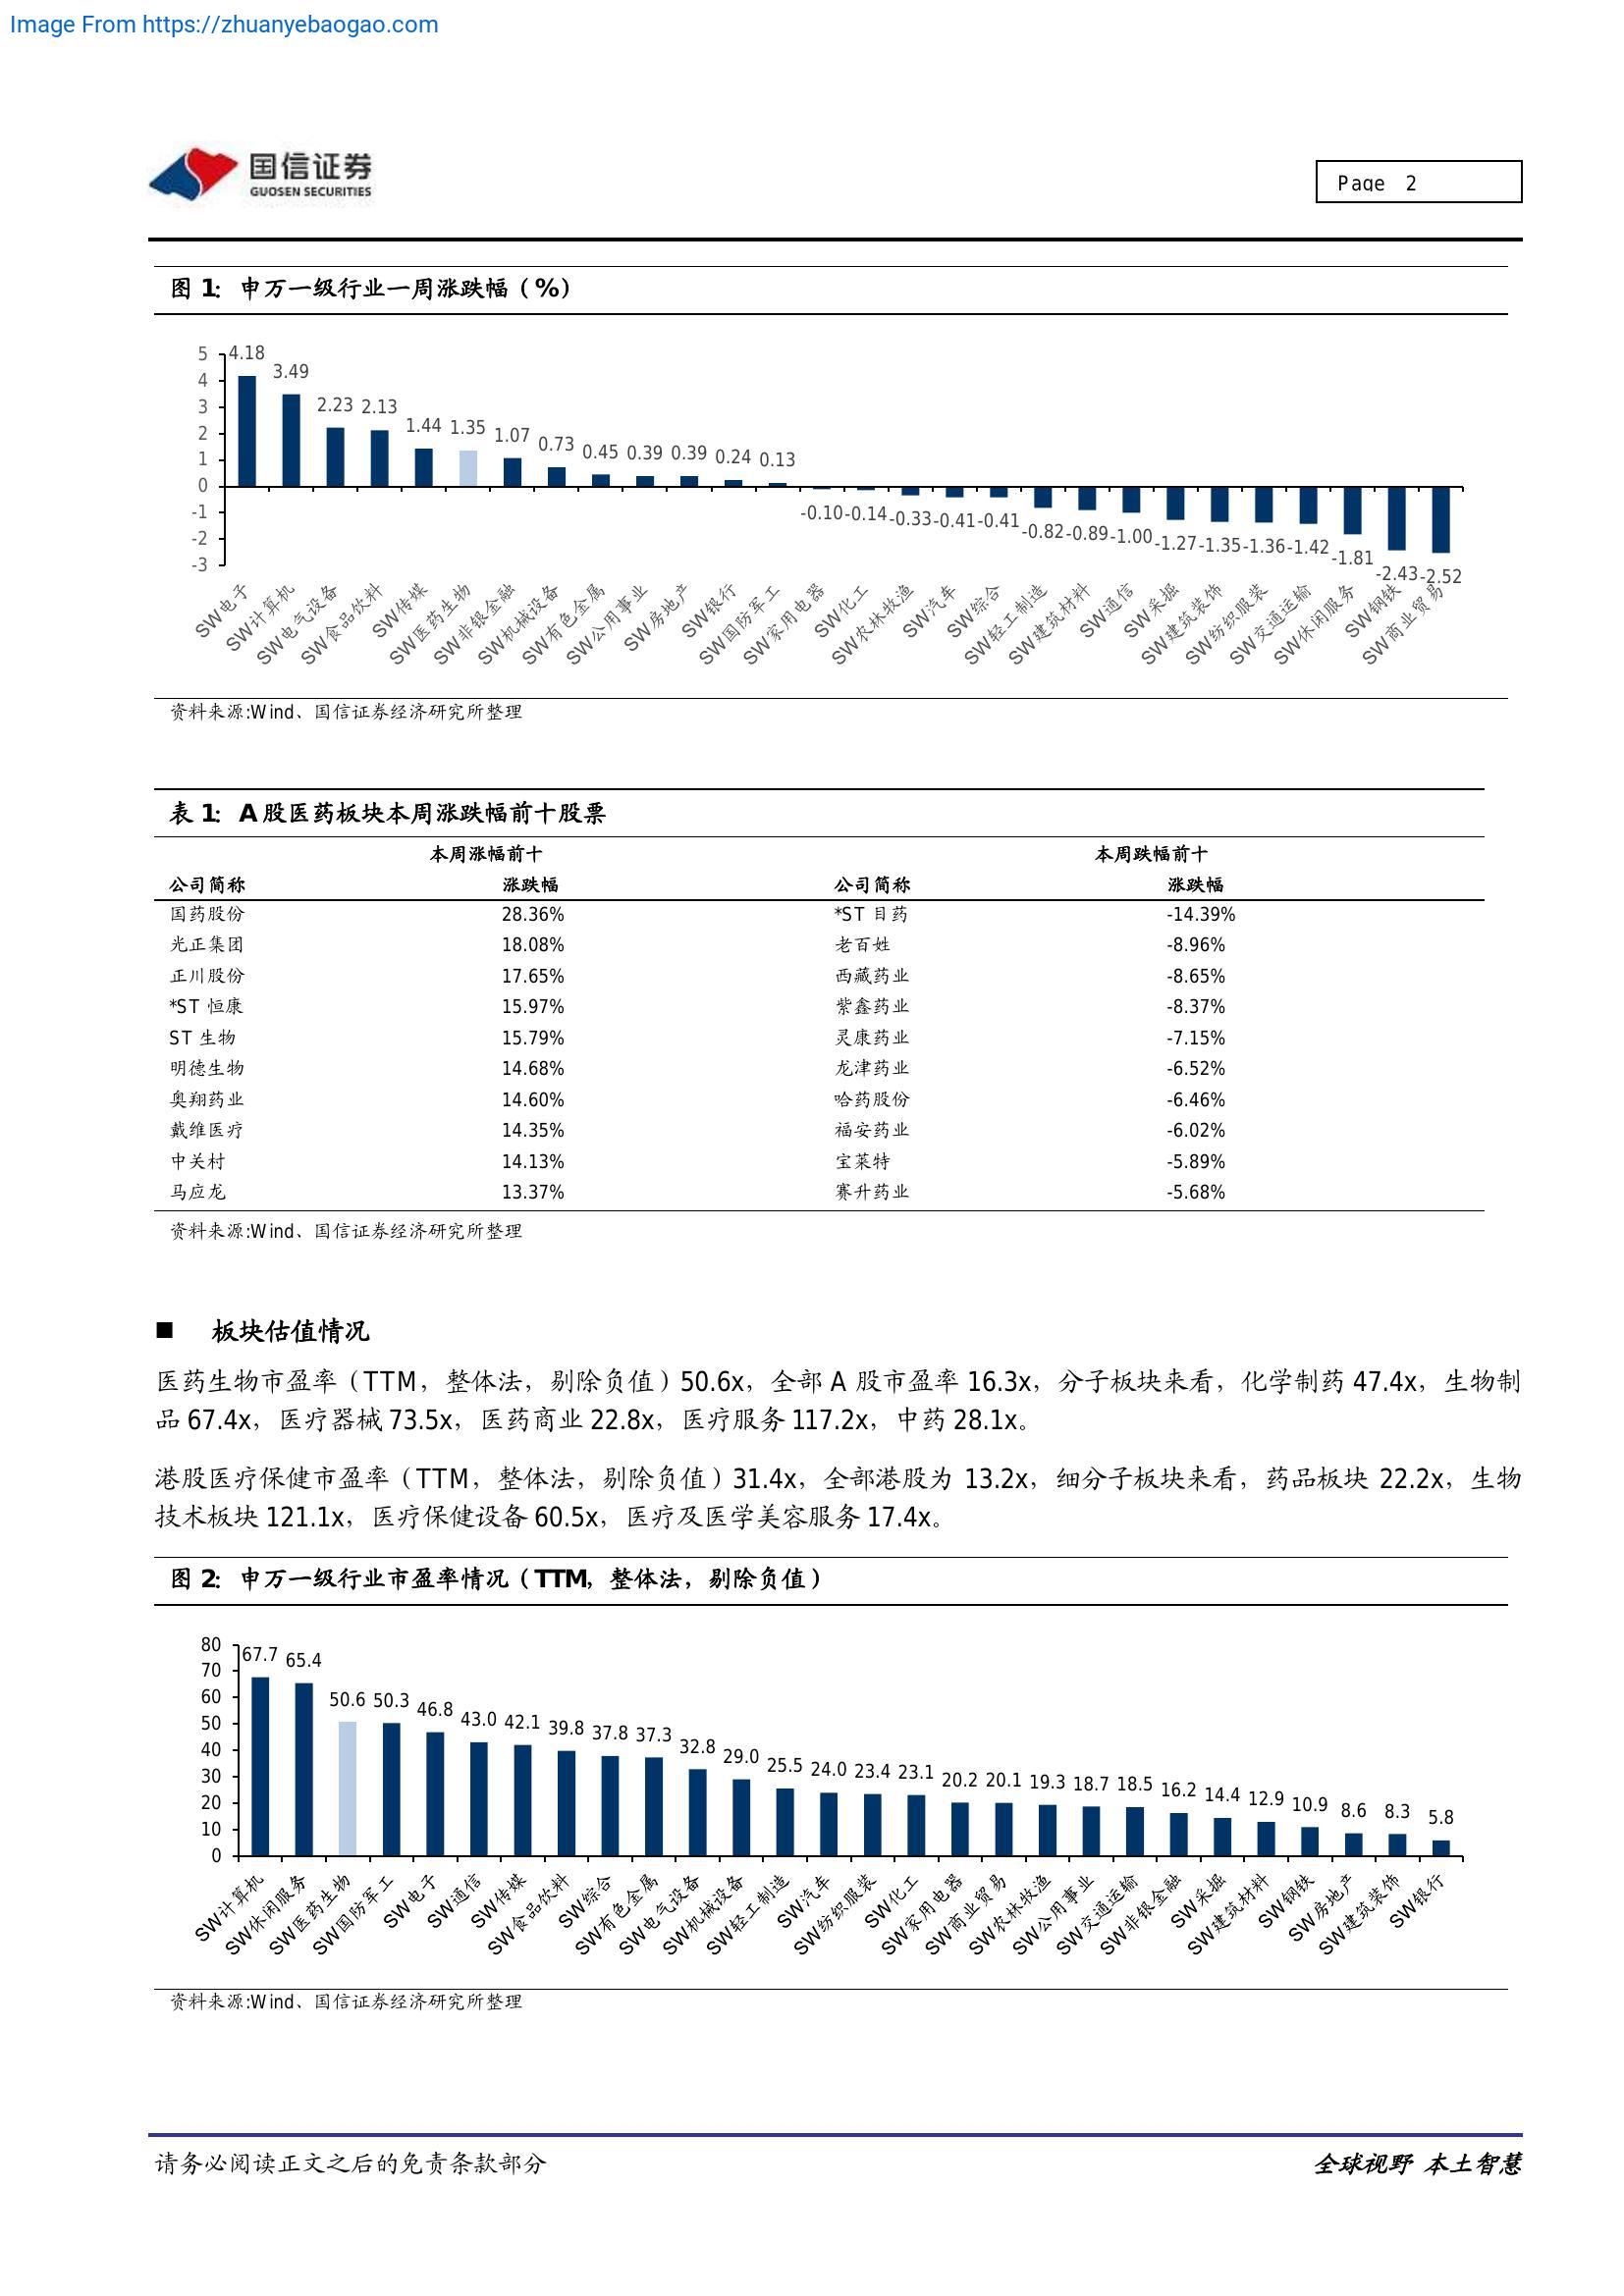 Image From https://zhuanyebaogao.com
国信证券
GUOSEN SECURITIES
Page 2
图 1：申万一级行业一周涨跌幅（%）
5
4
3
2
1
0
-1
-2
-3
4.18 3.49 2.23 2.13 1.44 1.35 1.07 0.73 0.45 0.39 0.39 0.24 0.13 -0.10 -0.14 -0.33 -0.41 -0.41 -0.82 -0.89 -1.00 -1.27 -1.35 -1.36 -1.42 -1.81 -2.43 -2.52
SW电子 SW计算机 SW电气设备 SW食品饮料 SW传媒 SW医药生物 SW非银金融 SW机械设备 SW有色金属 SW公用事业 SW房地产 SW银行 SW国防军工 SW家用电器 SW化工 SW农林牧渔 SW汽车 SW综合 SW轻工制造 SW建筑材料 SW通信 SW采掘 SW建筑装饰 SW纺织服装 SW交通运输 SW休闲服务 SW钢铁 SW商业贸易
资料来源:Wind、国信证券经济研究所整理
表 1：A 股医药板块本周涨跌幅前十股票
本周涨幅前十 本周跌幅前十
公司简称 涨跌幅 公司简称 涨跌幅
国药股份 28.36% *ST 目药 -14.39%
光正集团 18.08% 老百姓 -8.96%
正川股份 17.65% 西藏药业 -8.65%
*ST 恒康 15.97% 紫鑫药业 -8.37%
ST 生物 15.79% 灵康药业 -7.15%
明德生物 14.68% 龙津药业 -6.52%
奥翔药业 14.60% 哈药股份 -6.46%
戴维医疗 14.35% 福安药业 -6.02%
中关村 14.13% 宝莱特 -5.89%
马应龙 13.37% 赛升药业 -5.68%
资料来源:Wind、国信证券经济研究所整理
■ 板块估值情况
医药生物市盈率（TTM，整体法，剔除负值）50.6x，全部 A 股市盈率 16.3x，分子板块来看，化学制药 47.4x，生物制
品 67.4x，医疗器械 73.5x，医药商业 22.8x，医疗服务 117.2x，中药 28.1x。
港股医疗保健市盈率（TTM，整体法，剔除负值）31.4x，全部港股为 13.2x，细分子板块来看，药品板块 22.2x，生物
技术板块 121.1x，医疗保健设备 60.5x，医疗及医学美容服务 17.4x。
图 2：申万一级行业市盈率情况（TTM，整体法，剔除负值）
80
70
60
50
40
30
20
10
0
67.7 65.4 50.6 50.3 46.8 43.0 42.1 39.8 37.8 37.3 32.8 29.0 25.5 24.0 23.4 23.1 20.2 20.1 19.3 18.7 18.5 16.2 14.4 12.9 10.9 8.6 8.3 5.8
SW计算机 SW休闲服务 SW医药生物 SW国防军工 SW电子 SW通信 SW传媒 SW食品饮料 SW综合 SW有色金属 SW电气设备 SW机械设备 SW轻工制造 SW汽车 SW纺织服装 SW化工 SW家用电器 SW商业贸易 SW农林牧渔 SW公用事业 SW交通运输 SW非银金融 SW采掘 SW建筑材料 SW钢铁 SW房地产 SW建筑装饰 SW银行
资料来源:Wind、国信证券经济研究所整理
请务必阅读正文之后的免责条款部分
全球视野 本土智慧